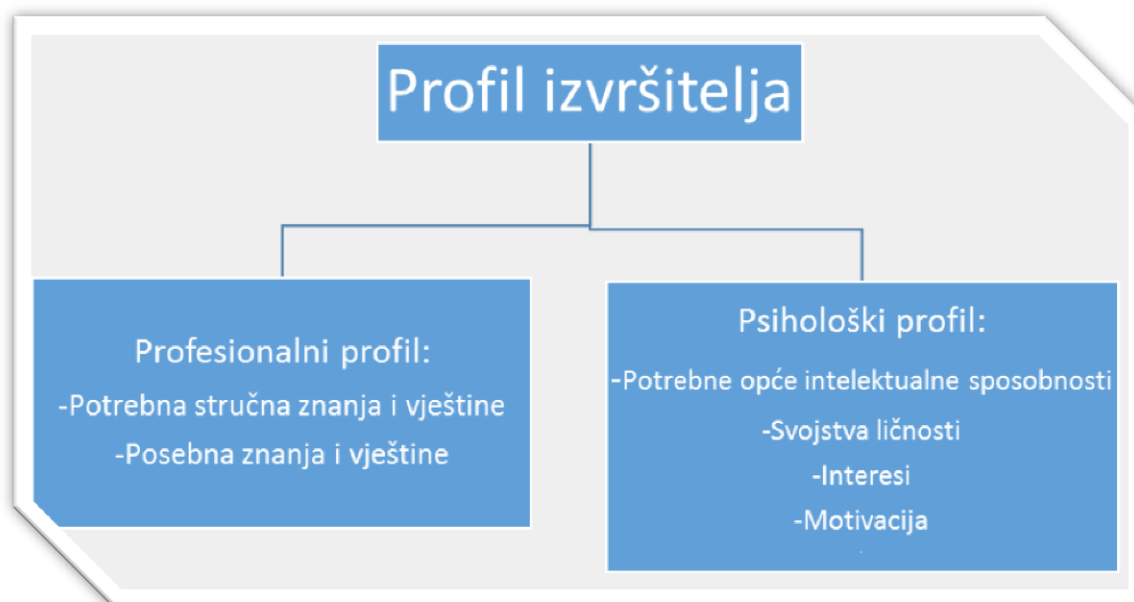 Profil izvršitelja
Profesionalni profil:
-Potrebna stručna znanja i vještine
-Posebna znanja i vještine
Psihološki profil:
-Potrebne opće intelektualne sposobnosti
-Svojstva ličnosti
-Interesi
-Motivacija